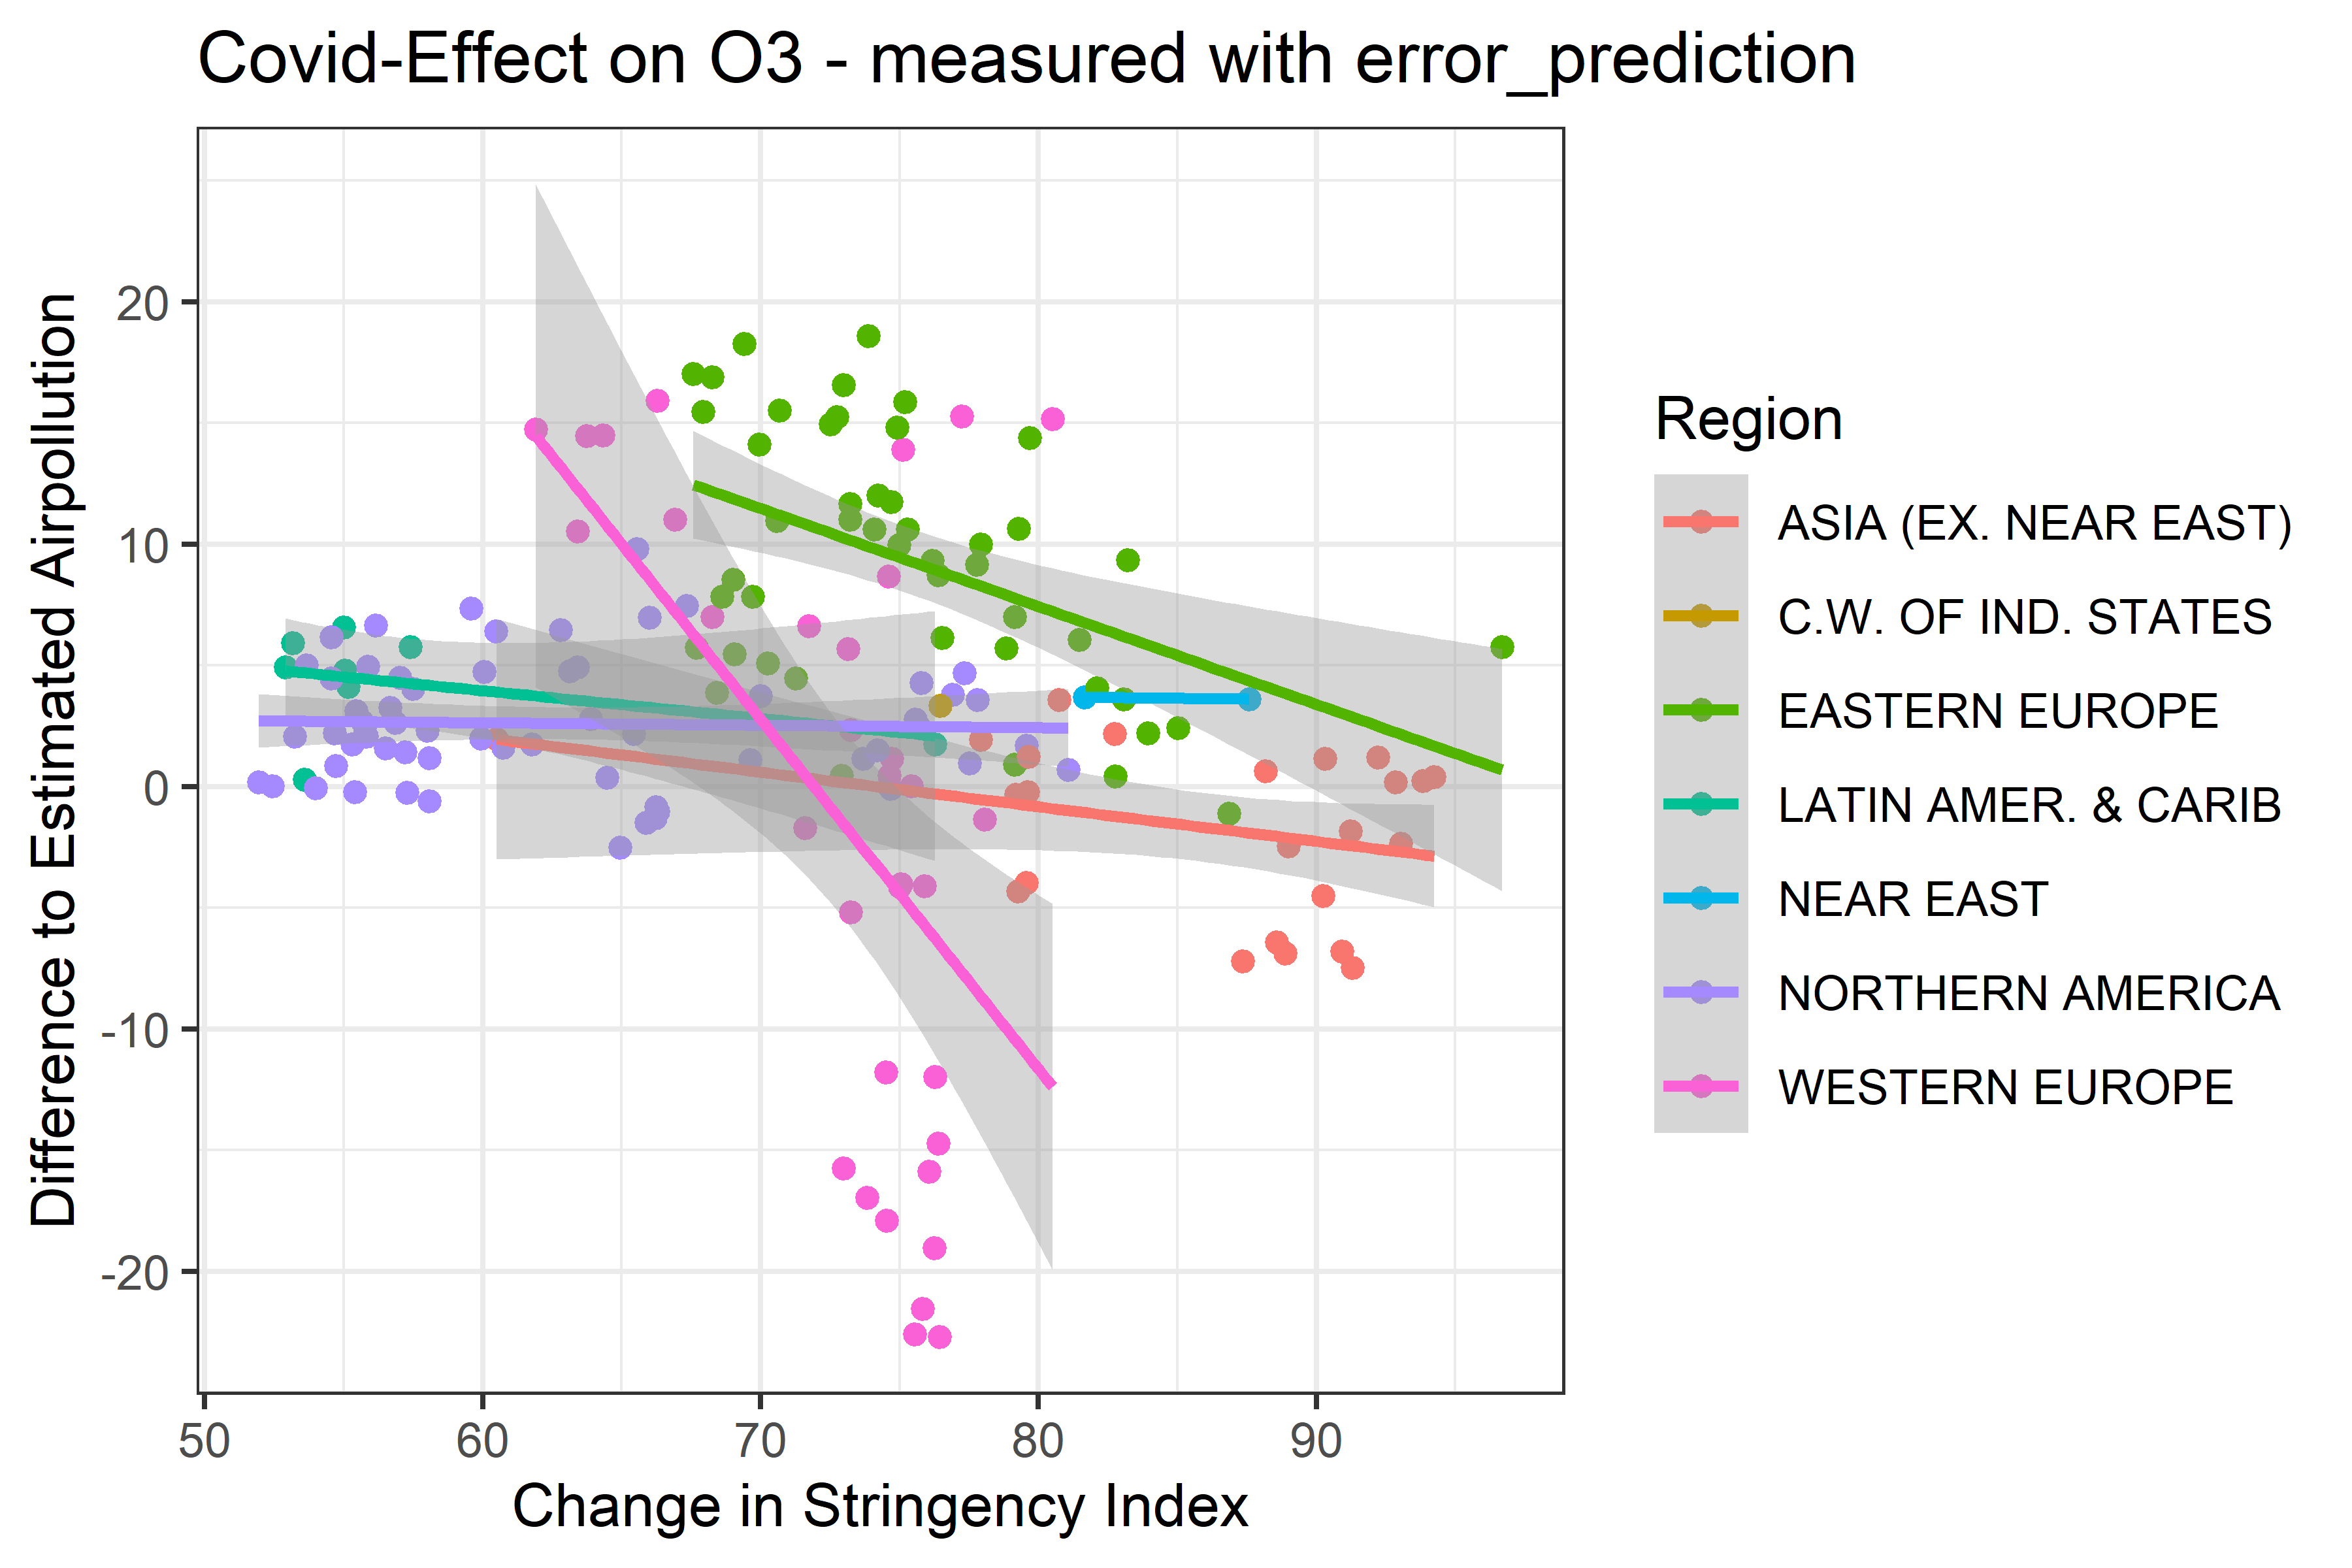 Covid-Effect on O3 - measured with error_prediction
Difference to Estimated Airpollution
20
10
0
-10
-20
50 60 70 80 90
Change in Stringency Index
Region
ASIA (EX. NEAR EAST)
C.W. OF IND. STATES
EASTERN EUROPE
LATIN AMER. & CARIB
NEAR EAST
NORTHERN AMERICA
WESTERN EUROPE